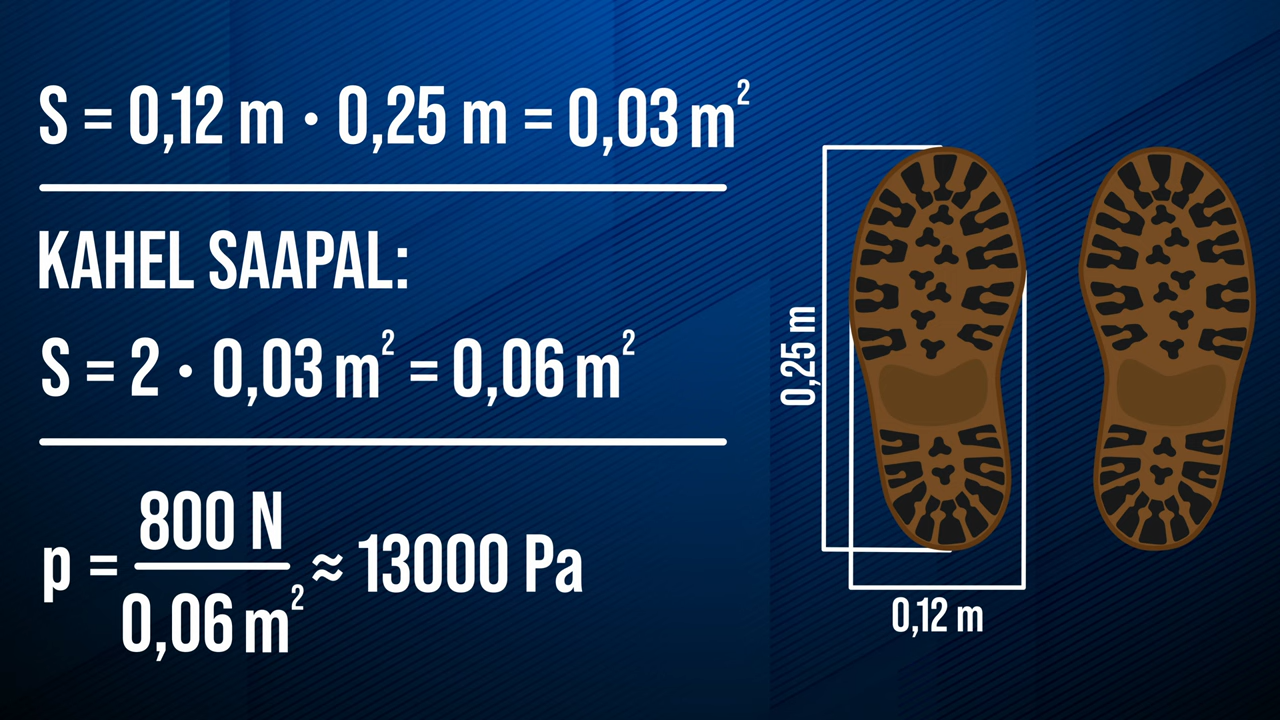 S = 0,12 m · 0,25 m = 0,03 m²
KAHEL SAAPAL:
S = 2 · 0,03 m² = 0,06 m²
p = 800 N / 0,06 m² ≈ 13000 Pa
0,25 m
0,12 m